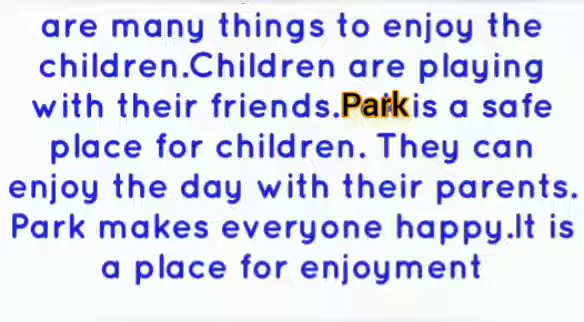 are many things to enjoy the
children.Children are playing
with their friends.Park is a safe
place for children. They can
enjoy the day with their parents.
Park makes everyone happy.It is
a place for enjoyment